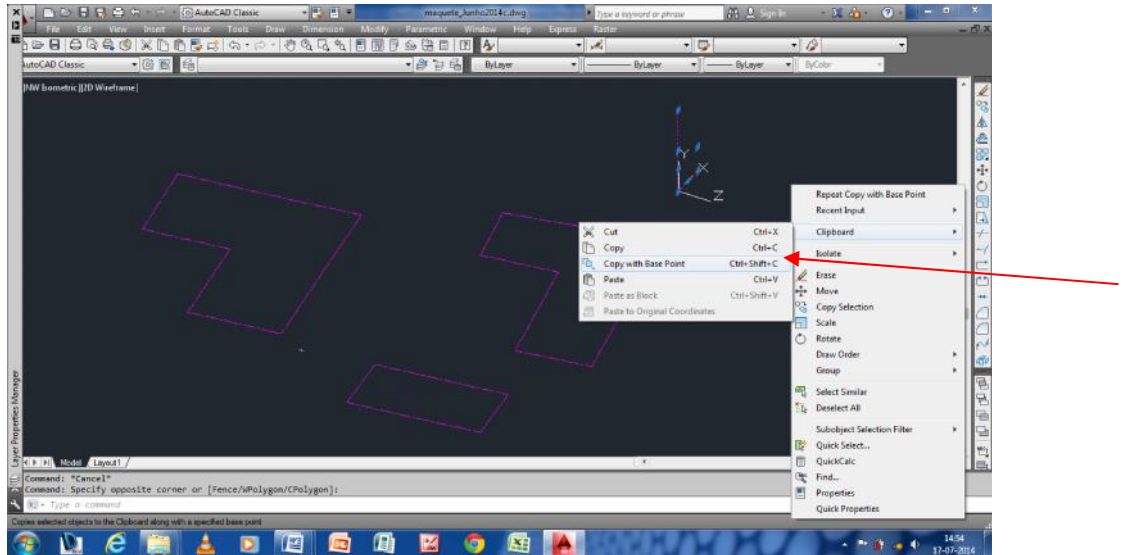 AutoCAD Classic
maquete_Junho2014c.dwg
Type a keyword or phrase
Sign In
File Edit View Insert Format Tools Draw Dimension Modify Parametric Window Help Express Raster
AutoCAD Classic
ByLayer
ByLayer
ByLayer
ByColor
NW Isometric][2D Wireframe]
Y
X
Z
Repeat Copy with Base Point
Recent Input
Clipboard
Isolate
Erase
Move
Copy Selection
Scale
Rotate
Draw Order
Group
Select Similar
Deselect All
Subobject Selection Filter
Quick Select...
QuickCalc
Find...
Properties
Quick Properties
Cut Ctrl+X
Copy Ctrl+C
Copy with Base Point Ctrl+Shift+C
Paste Ctrl+V
Paste as Block Ctrl+Shift+V
Paste to Original Coordinates
Layer Properties Manager
Model Layout1
Command: *Cancel*
Command: Specify opposite corner or [Fence/WPolygon/CPolygon]:
Type a command
Copies selected objects to the Clipboard along with a specified base point
14:54
17-07-2014